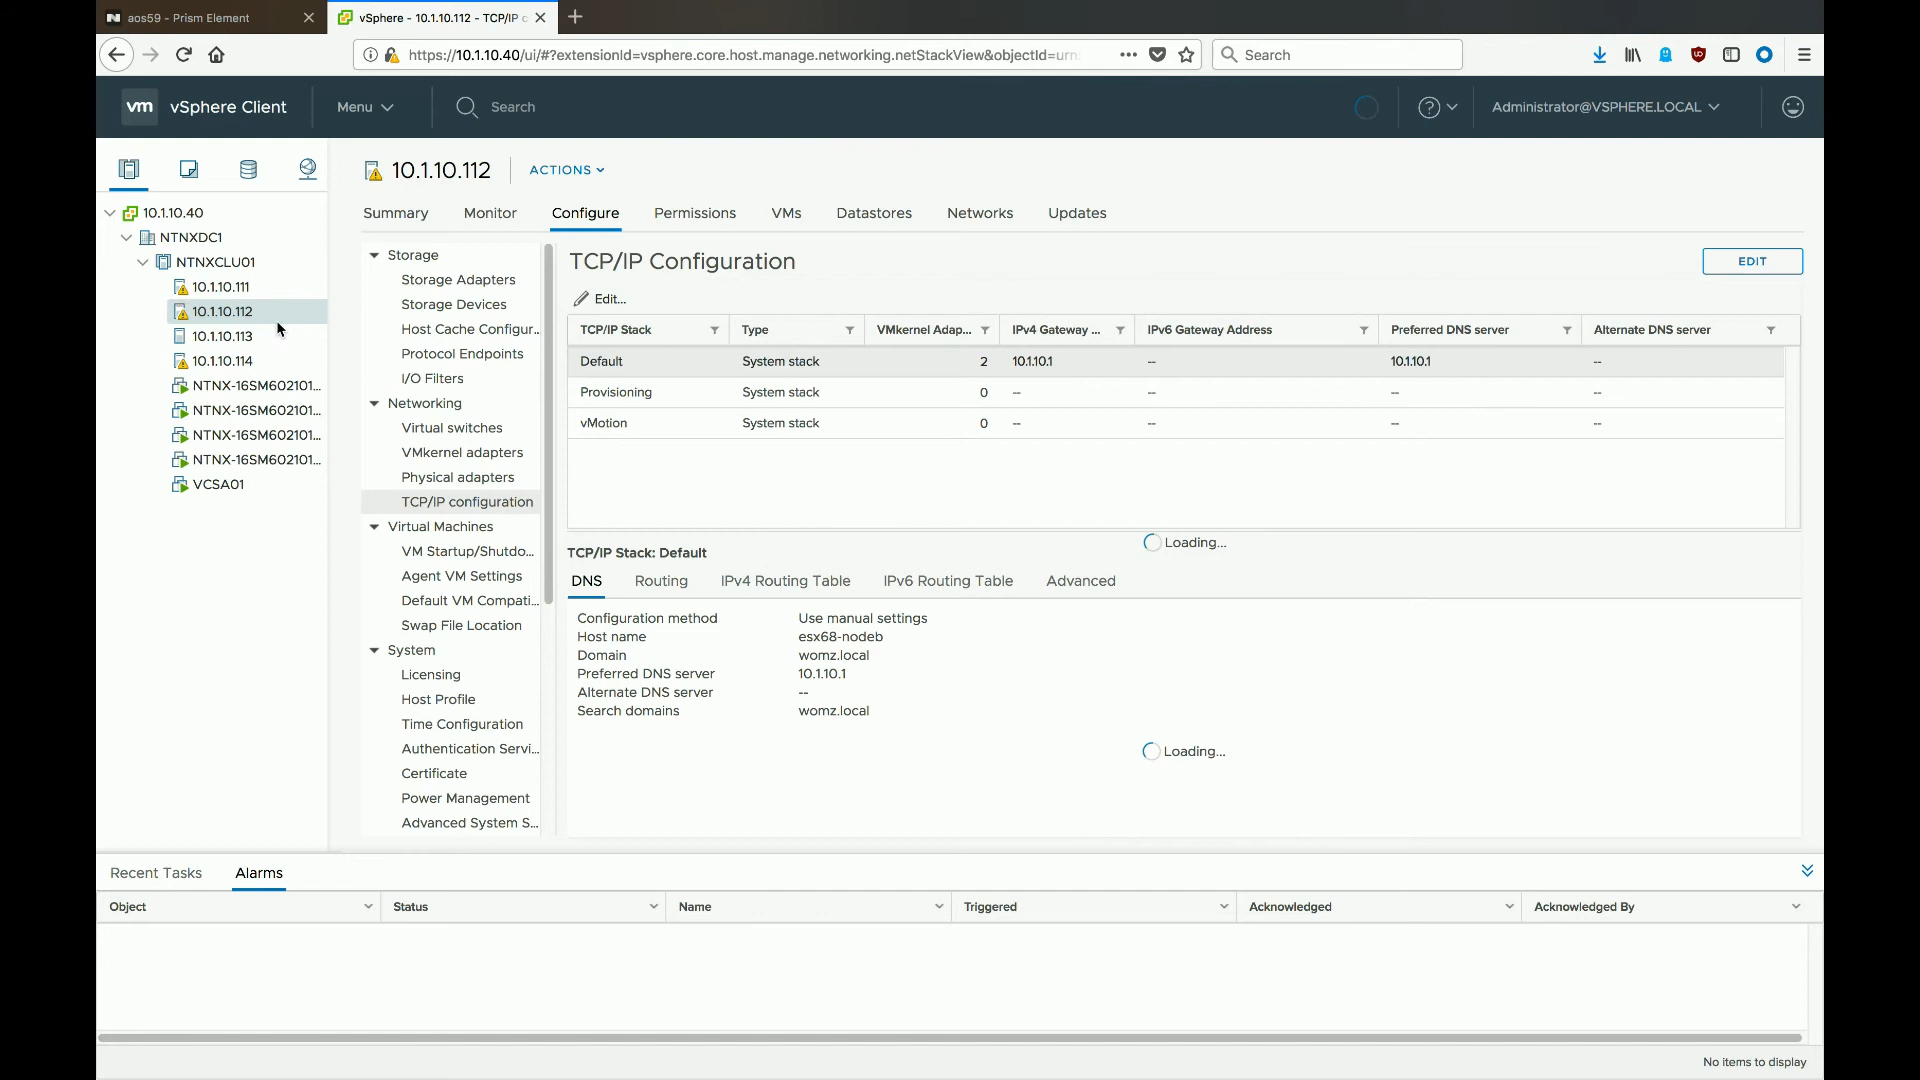 aos59 - Prism Element
vSphere - 10.1.10.112 - TCP/IP c
https://10.1.10.40/ui/#?extensionId=vsphere.core.host.manage.networking.netStackView&objectId=urn:
Search
vm vSphere Client
Menu
Search
Administrator@VSPHERE.LOCAL
10.1.10.112
ACTIONS
Summary Monitor Configure Permissions VMs Datastores Networks Updates
10.1.10.40
NTNXDC1
NTNXCLU01
10.1.10.111
10.1.10.112
10.1.10.113
10.1.10.114
NTNX-16SM602101...
NTNX-16SM602101...
NTNX-16SM602101...
NTNX-16SM602101...
VCSA01
Storage
Storage Adapters
Storage Devices
Host Cache Configur...
Protocol Endpoints
I/O Filters
Networking
Virtual switches
VMkernel adapters
Physical adapters
TCP/IP configuration
Virtual Machines
VM Startup/Shutdo...
Agent VM Settings
Default VM Compati...
Swap File Location
System
Licensing
Host Profile
Time Configuration
Authentication Servi...
Certificate
Power Management
Advanced System S...
TCP/IP Configuration
EDIT
Edit...
TCP/IP Stack Type VMkernel Adap... IPv4 Gateway ... IPv6 Gateway Address Preferred DNS server Alternate DNS server
Default System stack 2 10.1.10.1 -- 10.1.10.1 --
Provisioning System stack 0 -- -- -- --
vMotion System stack 0 -- -- -- --
Loading...
TCP/IP Stack: Default
DNS Routing IPv4 Routing Table IPv6 Routing Table Advanced
Configuration method Use manual settings
Host name esx68-nodeb
Domain womz.local
Preferred DNS server 10.1.10.1
Alternate DNS server --
Search domains womz.local
Loading...
Recent Tasks Alarms
Object Status Name Triggered Acknowledged Acknowledged By
No items to display